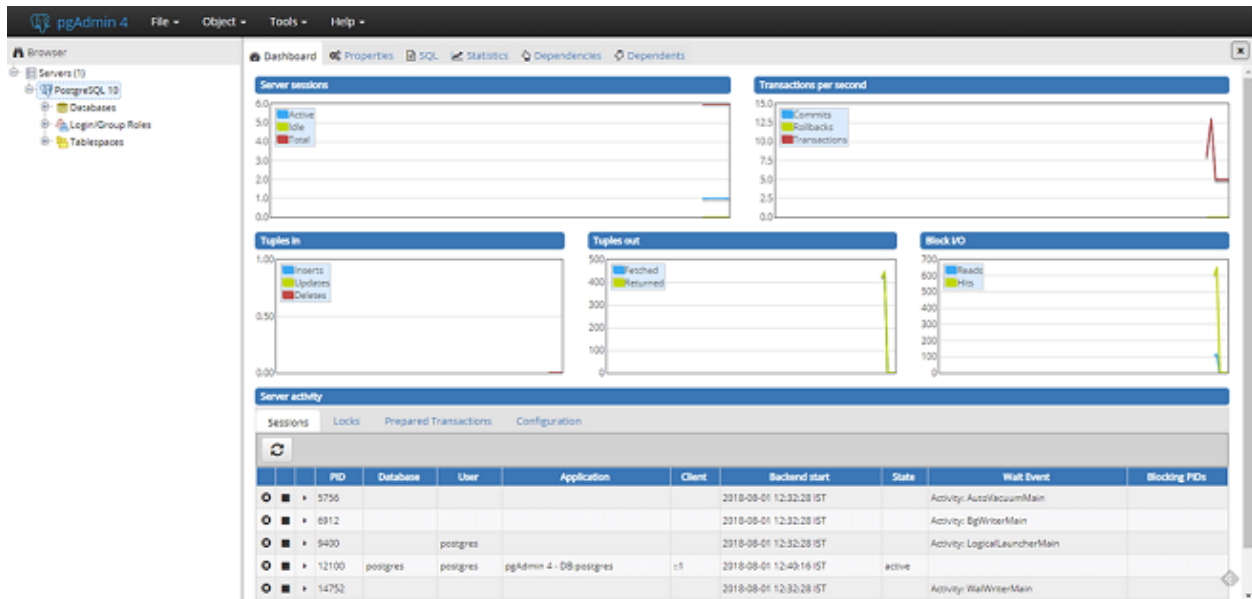 pgAdmin 4 File Object Tools Help
Browser
Dashboard Properties SQL Statistics Dependencies Dependents
Servers (1)
PostgreSQL 10
Databases
Login/Group Roles
Tablespaces
Server sessions
6.0
5.0
4.0
3.0
2.0
1.0
0.0
Active
Idle
Total
Transactions per second
15.0
12.5
10.0
7.5
5.0
2.5
0.0
Commits
Rollbacks
Transactions
Tuples in
1.00
0.50
0.00
Inserts
Updates
Deletes
Tuples out
500
400
300
200
100
0
Fetched
Returned
Block I/O
700
600
500
400
300
200
100
0
Reads
Hits
Server activity
Sessions Locks Prepared Transactions Configuration
PID Database User Application Client Backend start State Wait Event Blocking PIDs
5756 2018-08-01 12:32:28 IST Activity: AutoVacuumMain
6912 2018-08-01 12:32:28 IST Activity: BgWriterMain
9400 postgres 2018-08-01 12:32:28 IST Activity: LogicalLauncherMain
12100 postgres postgres pgAdmin 4 - DB:postgres ::1 2018-08-01 12:40:16 IST active
14752 2018-08-01 12:32:28 IST Activity: WalWriterMain